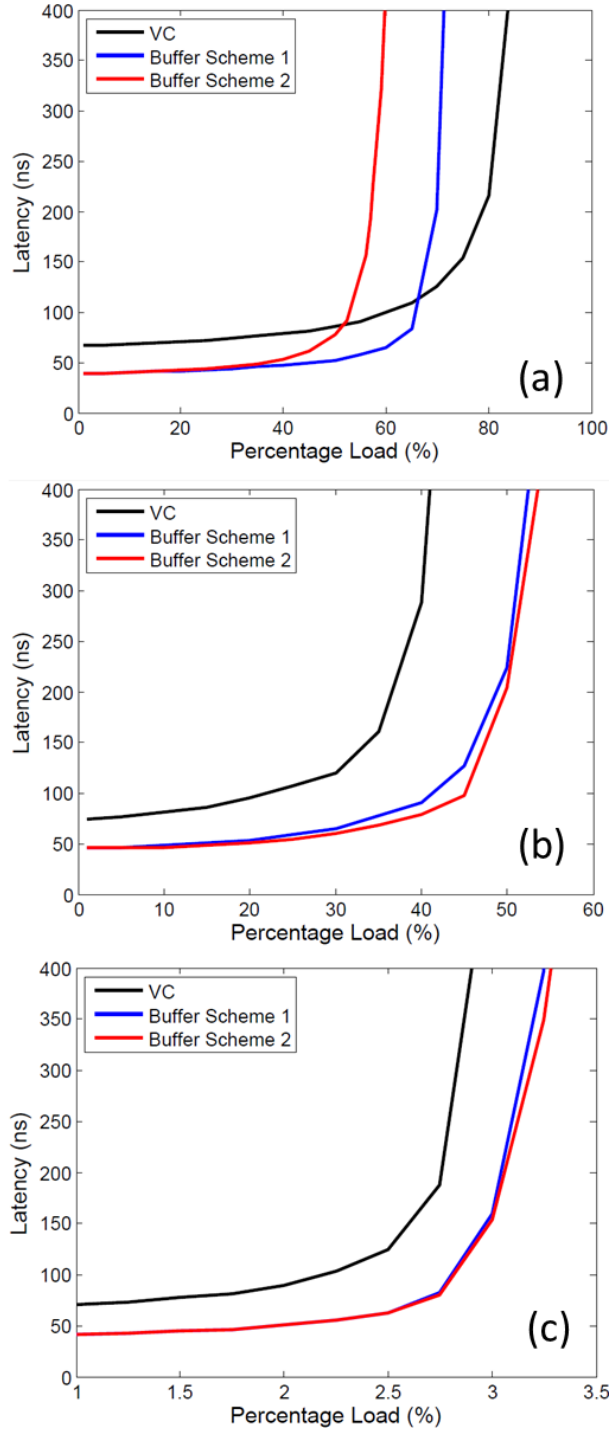 400
350
300
250
200
150
100
50
0
Latency (ns)
VC
Buffer Scheme 1
Buffer Scheme 2
(a)
0 20 40 60 80 100
Percentage Load (%)
400
350
300
250
200
150
100
50
0
Latency (ns)
VC
Buffer Scheme 1
Buffer Scheme 2
(b)
0 10 20 30 40 50 60
Percentage Load (%)
400
350
300
250
200
150
100
50
0
Latency (ns)
VC
Buffer Scheme 1
Buffer Scheme 2
(c)
1 1.5 2 2.5 3 3.5
Percentage Load (%)